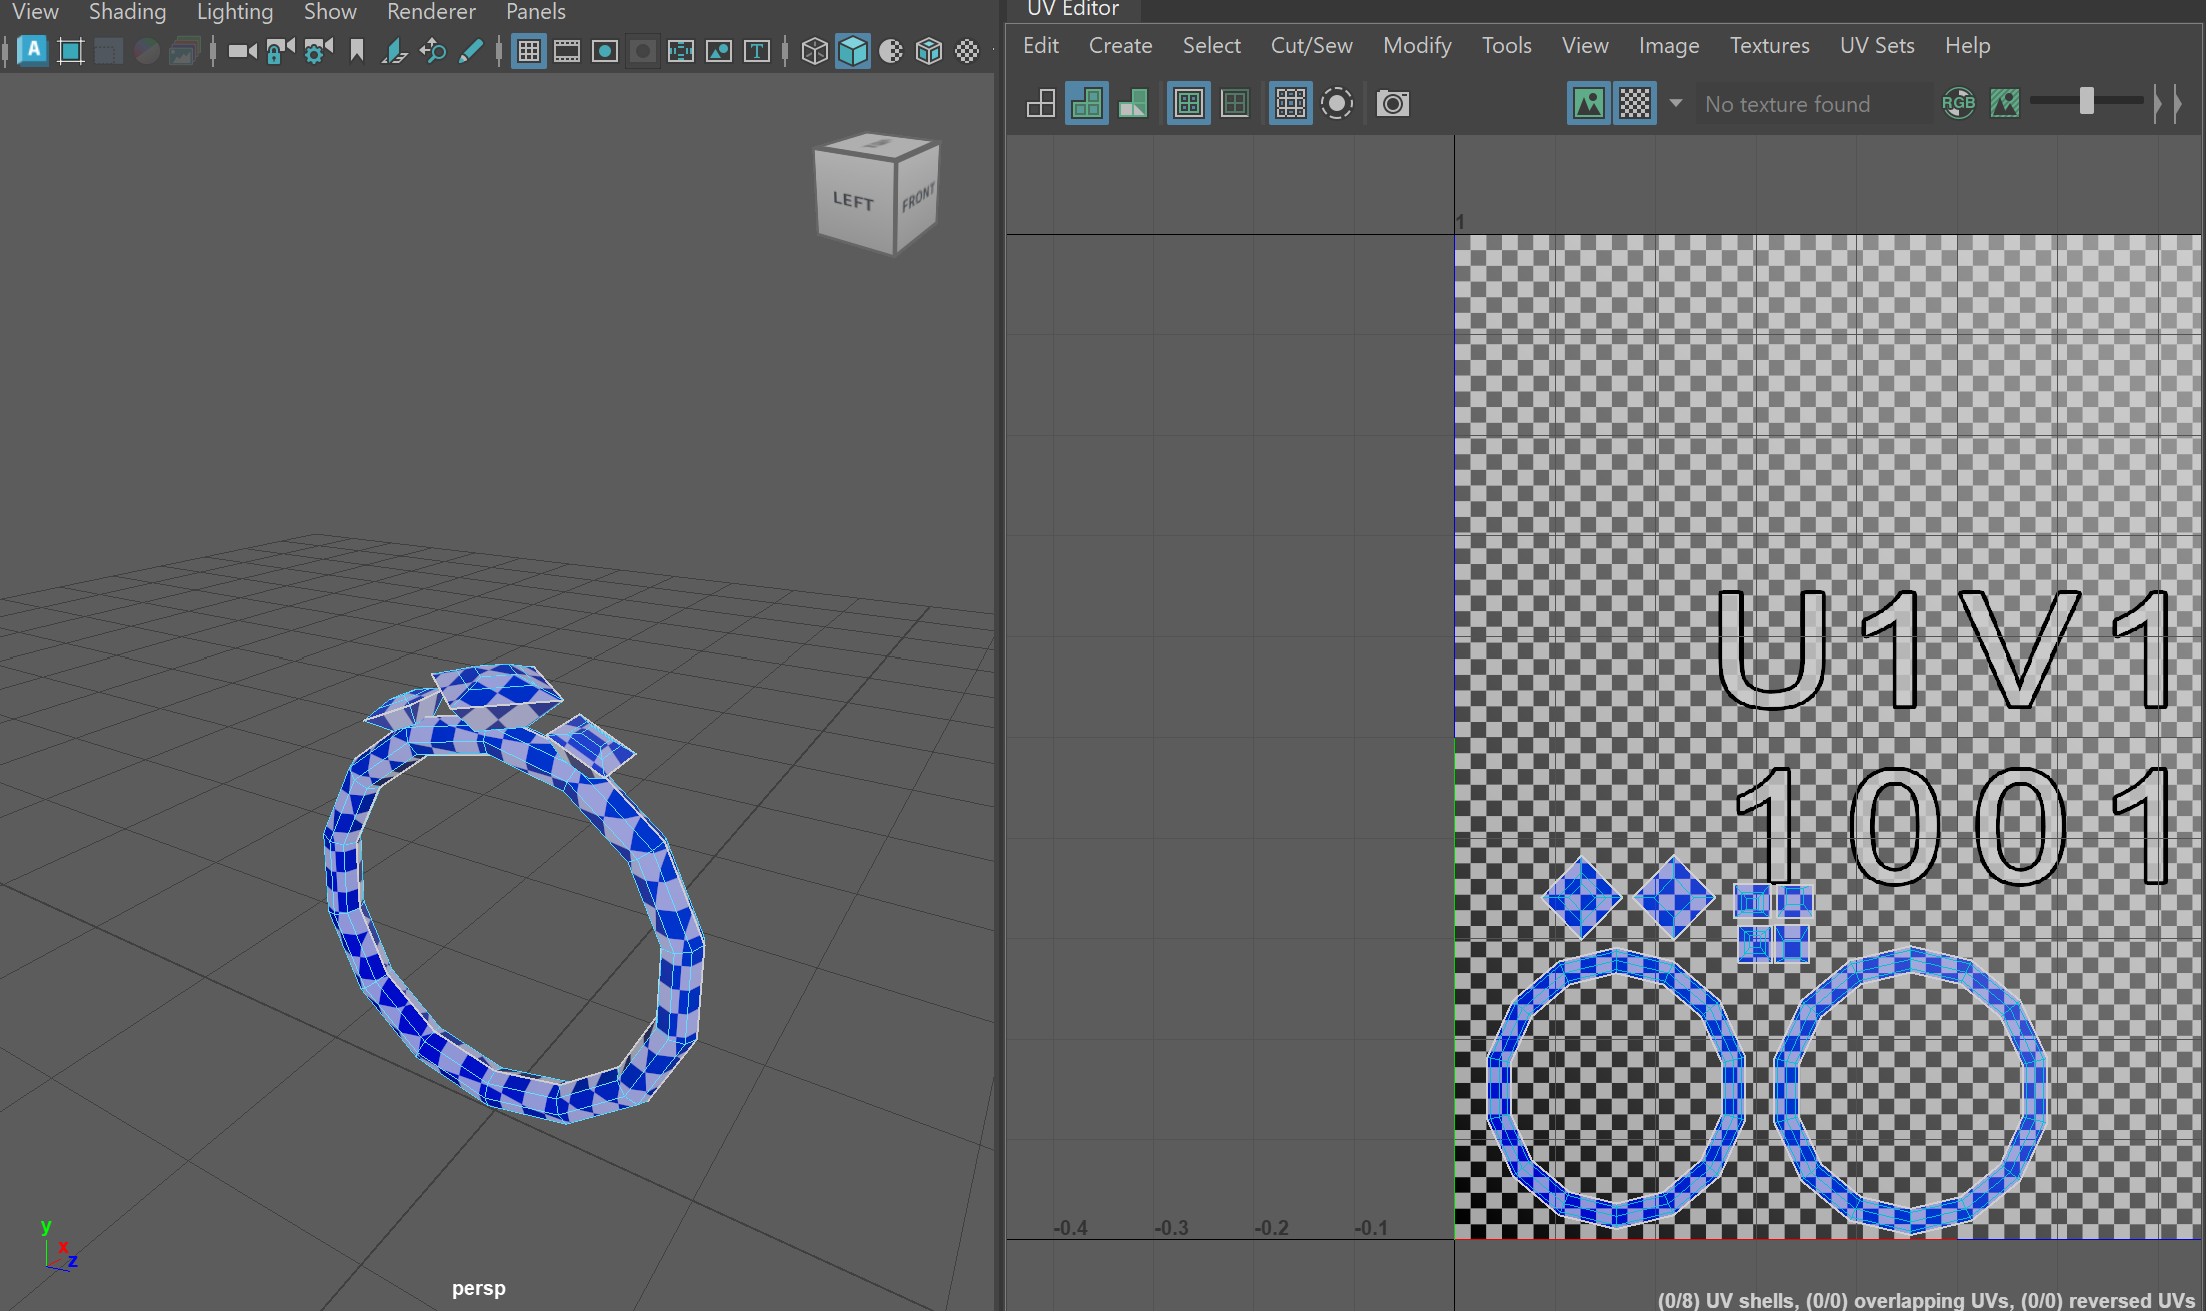 View Shading Lighting Show Renderer Panels
A
T
LEFT
FRONT
y
x
z
persp
UV Editor
Edit Create Select Cut/Sew Modify Tools View Image Textures UV Sets Help
No texture found
RGB
1
U1V1
1001
-0.4 -0.3 -0.2 -0.1
(0/8) UV shells, (0/0) overlapping UVs, (0/0) reversed UVs